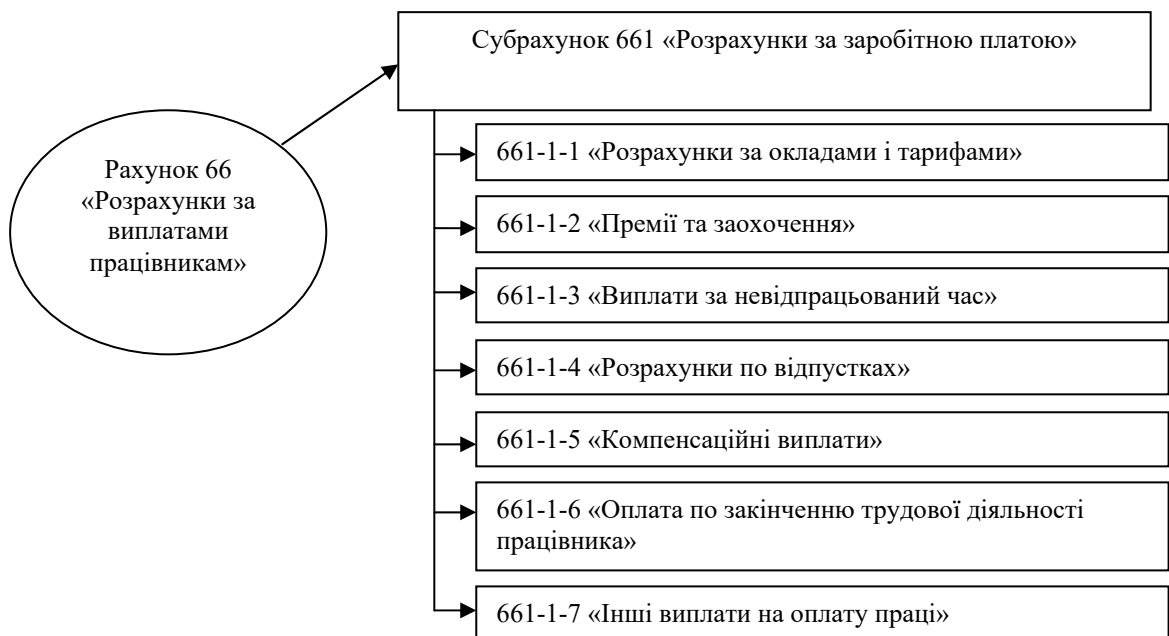 Субрахунок 661 «Розрахунки за заробітною платою»
Рахунок 66
«Розрахунки за
виплатами
працівникам»
661-1-1 «Розрахунки за окладами і тарифами»
661-1-2 «Премії та заохочення»
661-1-3 «Виплати за невідпрацьований час»
661-1-4 «Розрахунки по відпустках»
661-1-5 «Компенсаційні виплати»
661-1-6 «Оплата по закінченню трудової діяльності
працівника»
661-1-7 «Інші виплати на оплату праці»